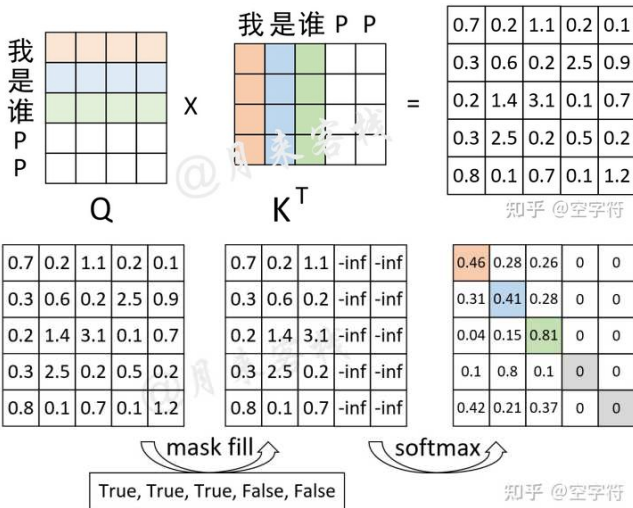 我 是 谁 P P
我
是
谁
P
P
X
=
0.7 0.2 1.1 0.2 0.1
0.3 0.6 0.2 2.5 0.9
0.2 1.4 3.1 0.1 0.7
0.3 2.5 0.2 0.5 0.2
0.8 0.1 0.7 0.1 1.2
@月来客栈
Q
K^T
知乎 @空字符
0.7 0.2 1.1 0.2 0.1
0.3 0.6 0.2 2.5 0.9
0.2 1.4 3.1 0.1 0.7
0.3 2.5 0.2 0.5 0.2
0.8 0.1 0.7 0.1 1.2
0.7 0.2 1.1 -inf -inf
0.3 0.6 0.2 -inf -inf
0.2 1.4 3.1 -inf -inf
0.3 2.5 0.2 -inf -inf
0.8 0.1 0.7 -inf -inf
0.46 0.28 0.26 0 0
0.31 0.41 0.28 0 0
0.04 0.15 0.81 0 0
0.1 0.8 0.1 0 0
0.42 0.21 0.37 0 0
@月来客栈
mask fill
softmax
True, True, True, False, False
知乎 @空字符